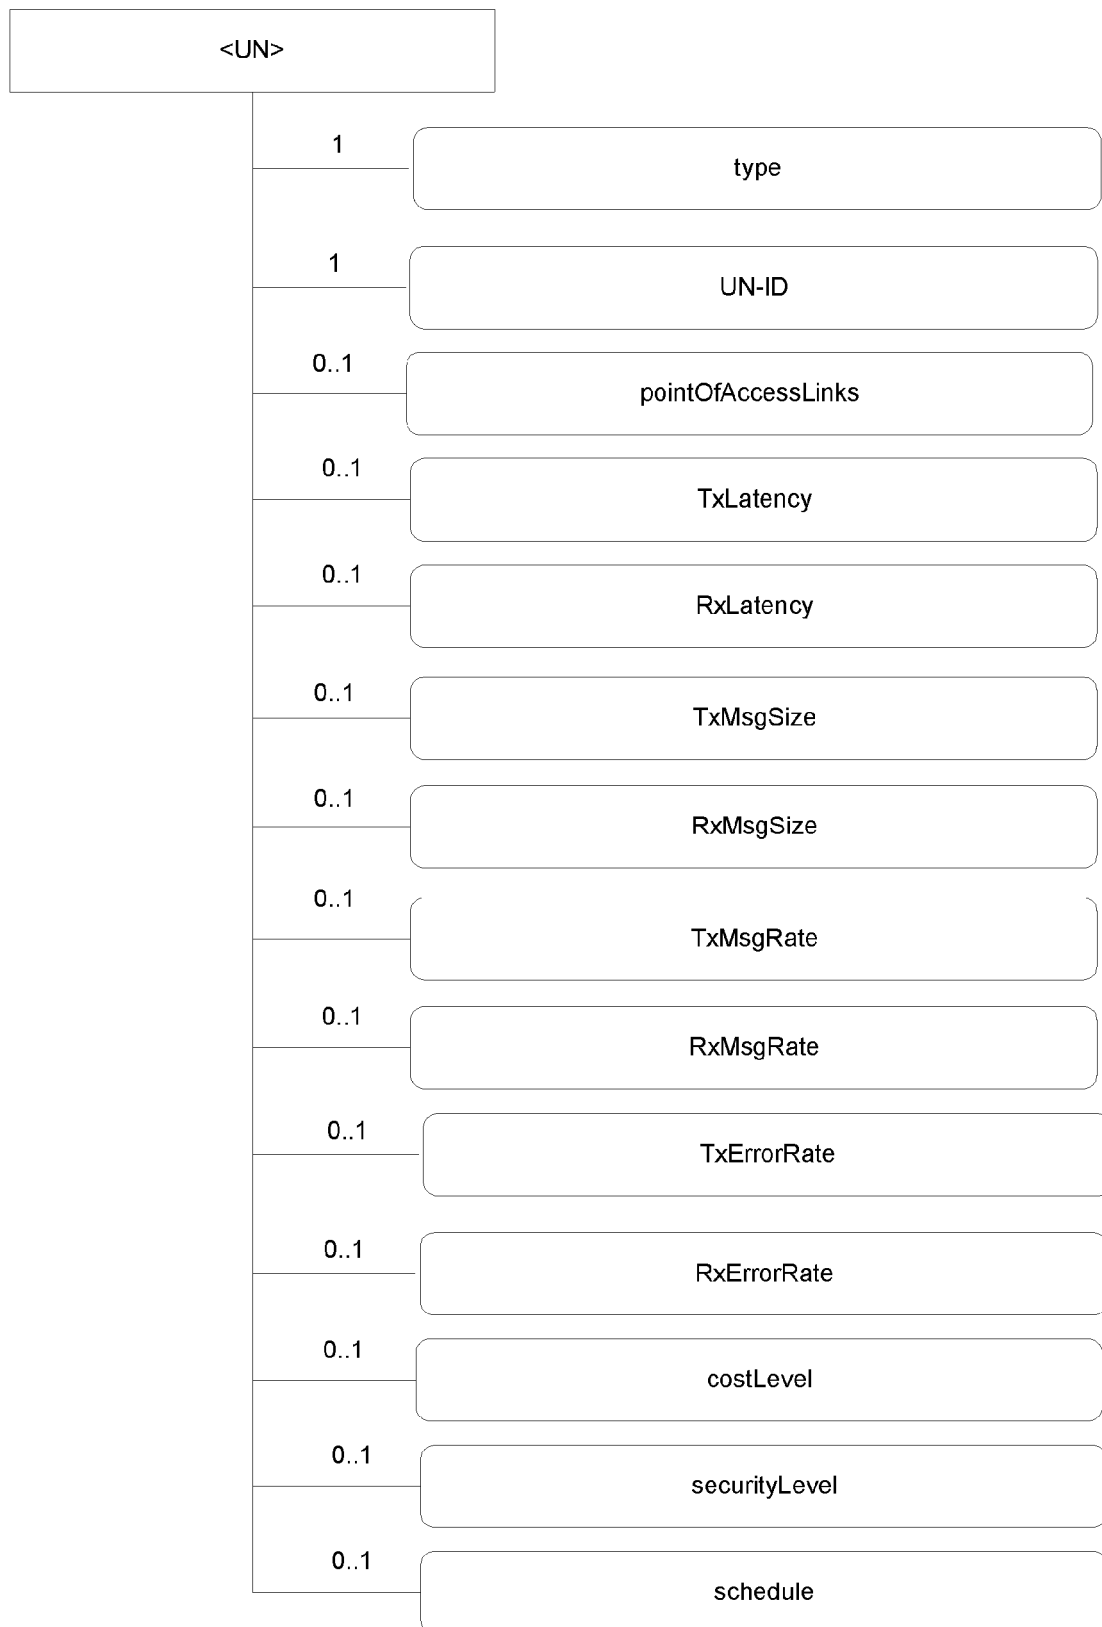 <UN>
1
type
1
UN-ID
0..1
pointOfAccessLinks
0..1
TxLatency
0..1
RxLatency
0..1
TxMsgSize
0..1
RxMsgSize
0..1
TxMsgRate
0..1
RxMsgRate
0..1
TxErrorRate
0..1
RxErrorRate
0..1
costLevel
0..1
securityLevel
0..1
schedule